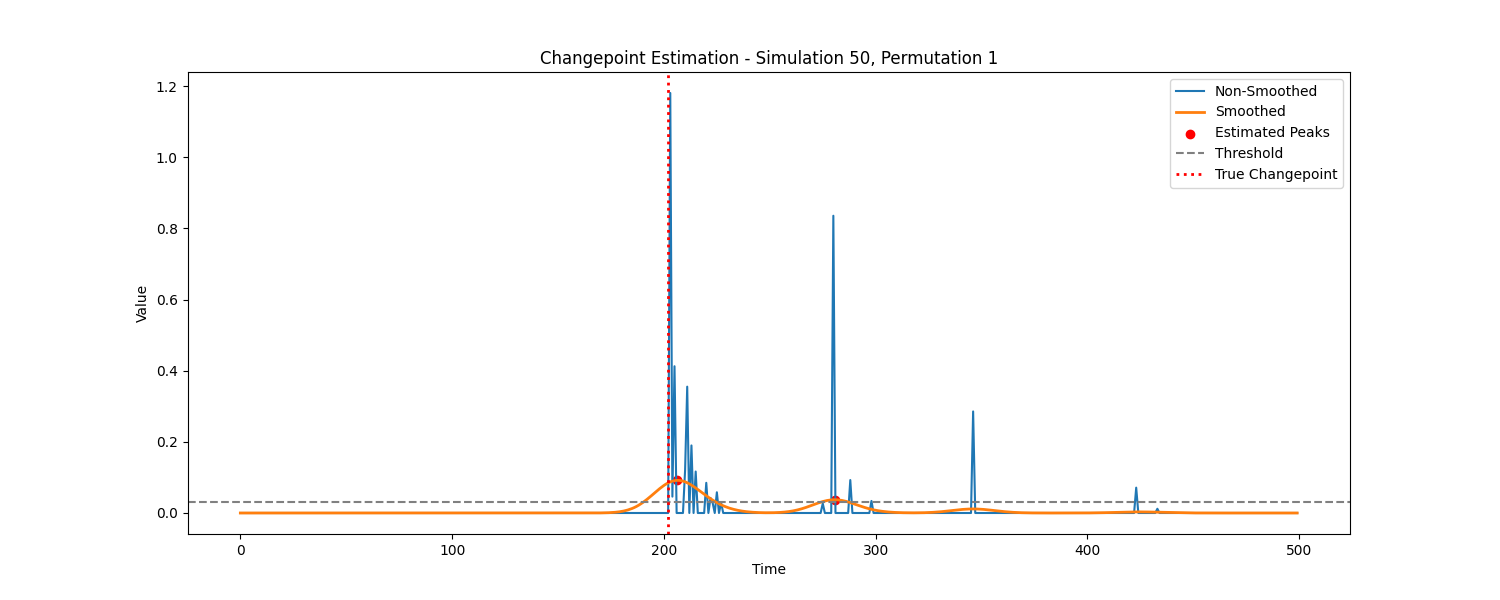 Changepoint Estimation - Simulation 50, Permutation 1
Non-Smoothed
Smoothed
Estimated Peaks
Threshold
True Changepoint
1.2
1.0
0.8
0.6
0.4
0.2
0.0
Value
0 100 200 300 400 500
Time